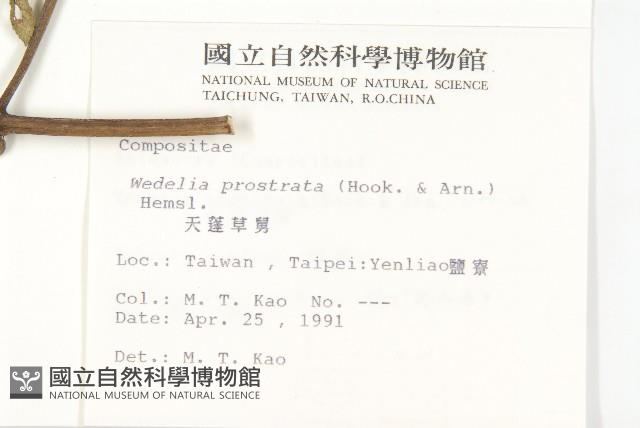 國立自然科學博物館
NATIONAL MUSEUM OF NATURAL SCIENCE
TAICHUNG, TAIWAN, R.O.CHINA
Compositae
Wedelia prostrata (Hook. & Arn.)
Hemsl.
天蓬草舅
Loc.: Taiwan , Taipei:Yenliao鹽寮
Col.: M. T. Kao No. ---
Date: Apr. 25 , 1991
Det.: M. T. Kao
國立自然科學博物館
NATIONAL MUSEUM OF NATURAL SCIENCE